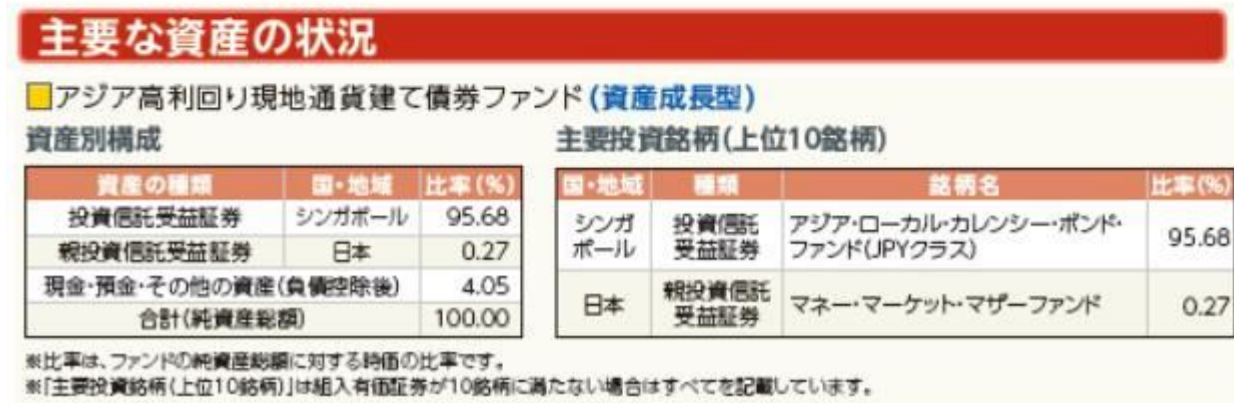 主要な資産の状況
アジア高利回り現地通貨建て債券ファンド(資産成長型)
資産別構成
資産の種類 国・地域 比率(%)
投資信託受益証券 シンガポール 95.68
親投資信託受益証券 日本 0.27
現金・預金・その他の資産(負債控除後) 4.05
合計(純資産総額) 100.00
主要投資銘柄(上位10銘柄)
国・地域 種類 銘柄名 比率(%)
シンガ
ポール
投資信託
受益証券
アジア・ローカル・カレンシー・ボンド・
ファンド(JPYクラス)
95.68
日本
親投資信託
受益証券
マネー・マーケット・マザーファンド
0.27
※比率は、ファンドの純資産総額に対する時価の比率です。
※「主要投資銘柄(上位10銘柄)」は組入有価証券が10銘柄に満たない場合はすべてを記載しています。